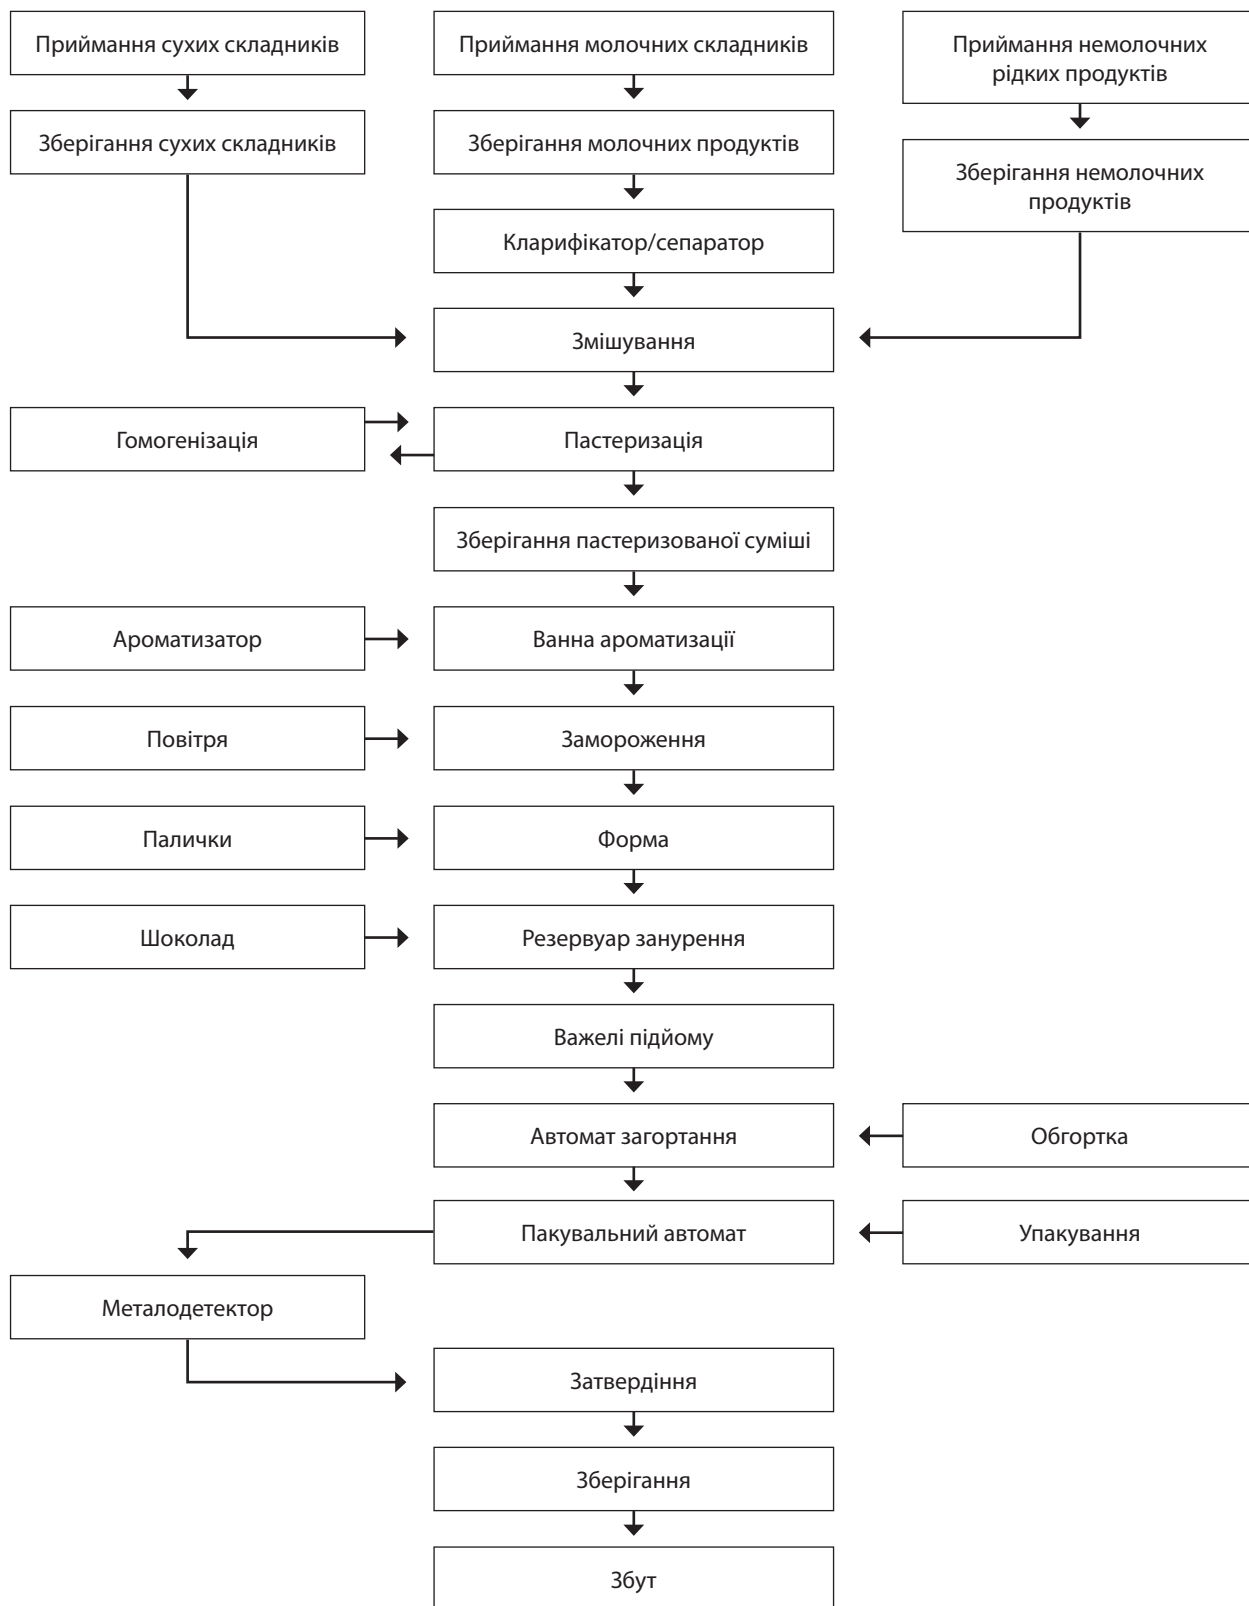 Приймання сухих складників
Приймання молочних складників
Приймання немолочних
рідких продуктів
Зберігання сухих складників
Зберігання молочних продуктів
Зберігання немолочних
продуктів
Кларифікатор/сепаратор
Змішування
Гомогенізація
Пастеризація
Зберігання пастеризованої суміші
Ароматизатор
Ванна ароматизації
Повітря
Замороження
Палички
Форма
Шоколад
Резервуар занурення
Важелі підйому
Автомат загортання
Обгортка
Пакувальний автомат
Упакування
Металодетектор
Затвердіння
Зберігання
Збут